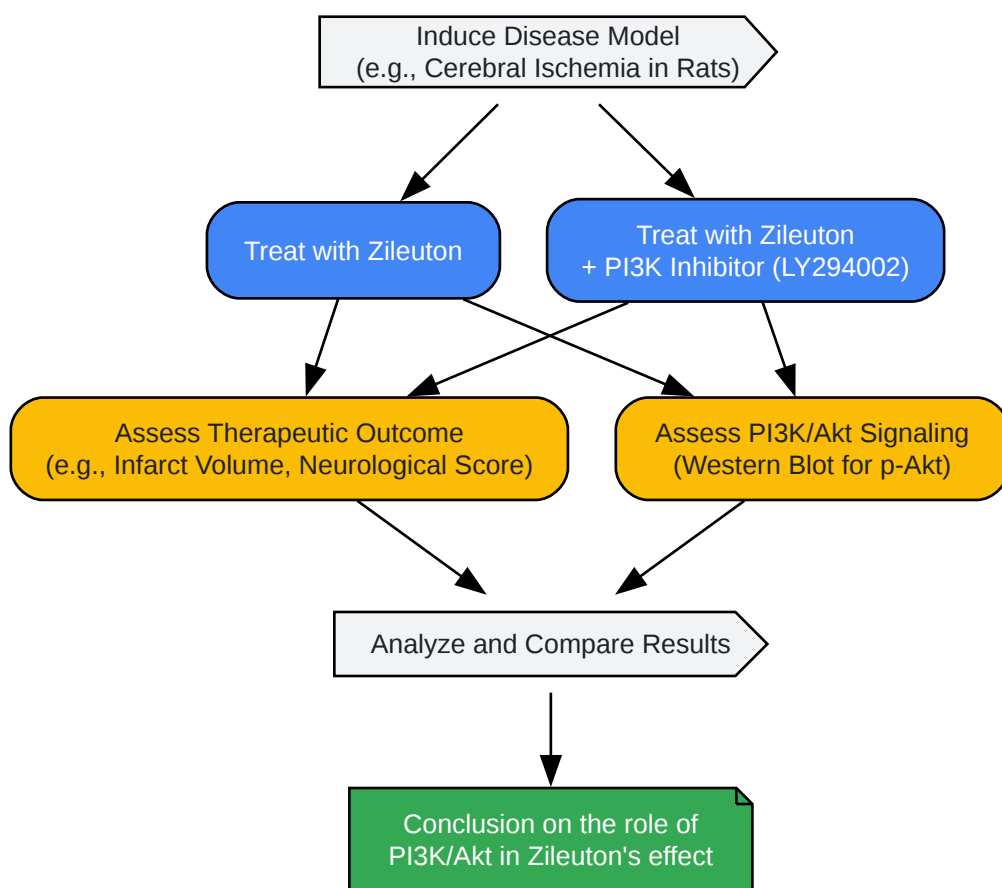 Induce Disease Model
(e.g., Cerebral Ischemia in Rats)
Treat with Zileuton
Treat with Zileuton
+ PI3K Inhibitor (LY294002)
Assess Therapeutic Outcome
(e.g., Infarct Volume, Neurological Score)
Assess PI3K/Akt Signaling
(Western Blot for p-Akt)
Analyze and Compare Results
Conclusion on the role of
PI3K/Akt in Zileuton's effect